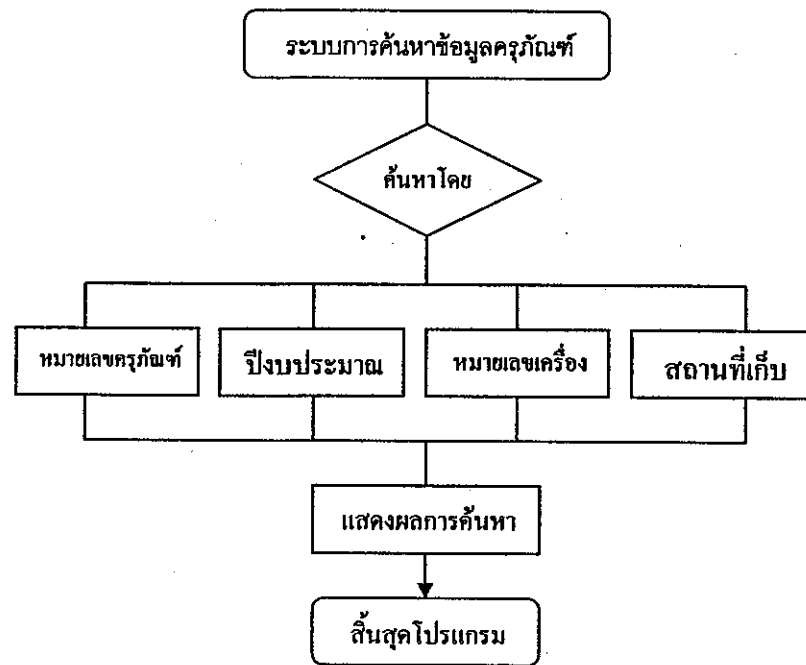 ระบบการค้นหาข้อมูลครุภัณฑ์
ค้นหาโดย
หมายเลขครุภัณฑ์
ปีงบประมาณ
หมายเลขเครื่อง
สถานที่เก็บ
แสดงผลการค้นหา
สิ้นสุดโปรแกรม